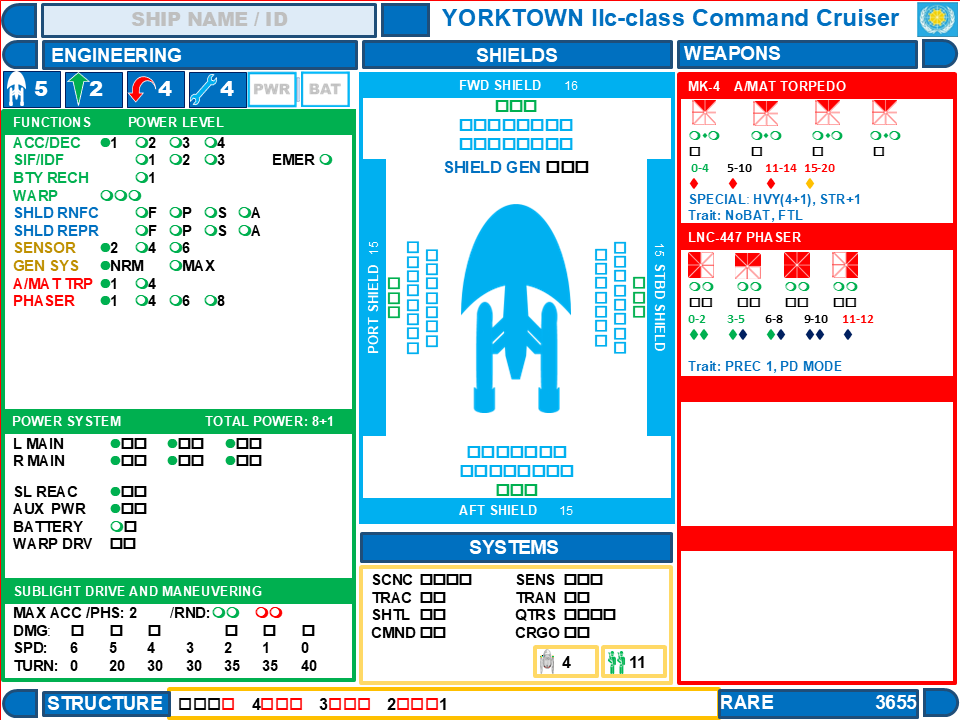 SHIP NAME / ID
YORKTOWN IIc-class Command Cruiser
ENGINEERING
5 2 4 4 PWR BAT
FUNCTIONS POWER LEVEL
ACC/DEC 1 2 3 4
SIF/IDF 1 2 3 EMER
BTY RECH 1
WARP
SHLD RNFC F P S A
SHLD REPR F P S A
SENSOR 2 4 6
GEN SYS NRM MAX
A/MAT TRP 1 4
PHASER 1 4 6 8
POWER SYSTEM TOTAL POWER: 8+1
L MAIN
R MAIN
SL REAC
AUX PWR
BATTERY
WARP DRV
SUBLIGHT DRIVE AND MANEUVERING
MAX ACC /PHS: 2 /RND:
DMG:
SPD: 6 5 4 3 2 1 0
TURN: 0 20 30 30 35 35 40
SHIELDS
FWD SHIELD 16
SHIELD GEN
PORT SHIELD 15
15 STBD SHIELD
AFT SHIELD 15
SYSTEMS
SCNC SENS
TRAC TRAN
SHTL QTRS
CMND CRGO
4 11
WEAPONS
MK-4 A/MAT TORPEDO
0-4 5-10 11-14 15-20
SPECIAL: HVY(4+1), STR+1
Trait: NoBAT, FTL
LNC-447 PHASER
0-2 3-5 6-8 9-10 11-12
Trait: PREC 1, PD MODE
STRUCTURE 4 3 2 1
RARE 3655